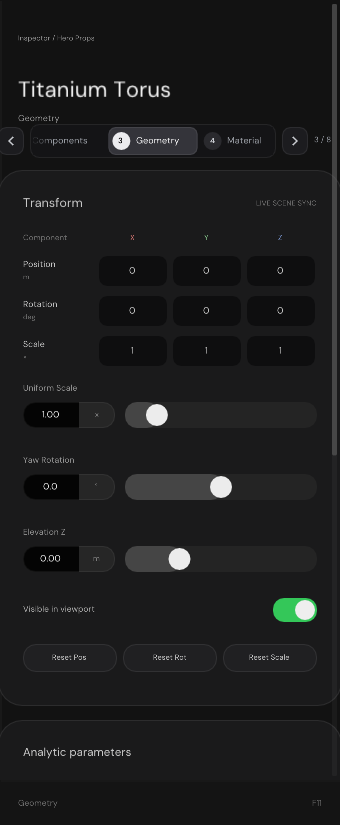 Inspector / Hero Props
Titanium Torus
Geometry
Components
3 Geometry
4 Material
3 / 8
Transform
LIVE SCENE SYNC
Component X Y Z
Position 0 0 0
m
Rotation 0 0 0
deg
Scale 1 1 1
Uniform Scale
1.00 x
Yaw Rotation
0.0 °
Elevation Z
0.00 m
Visible in viewport
Reset Pos Reset Rot Reset Scale
Analytic parameters
Geometry F11